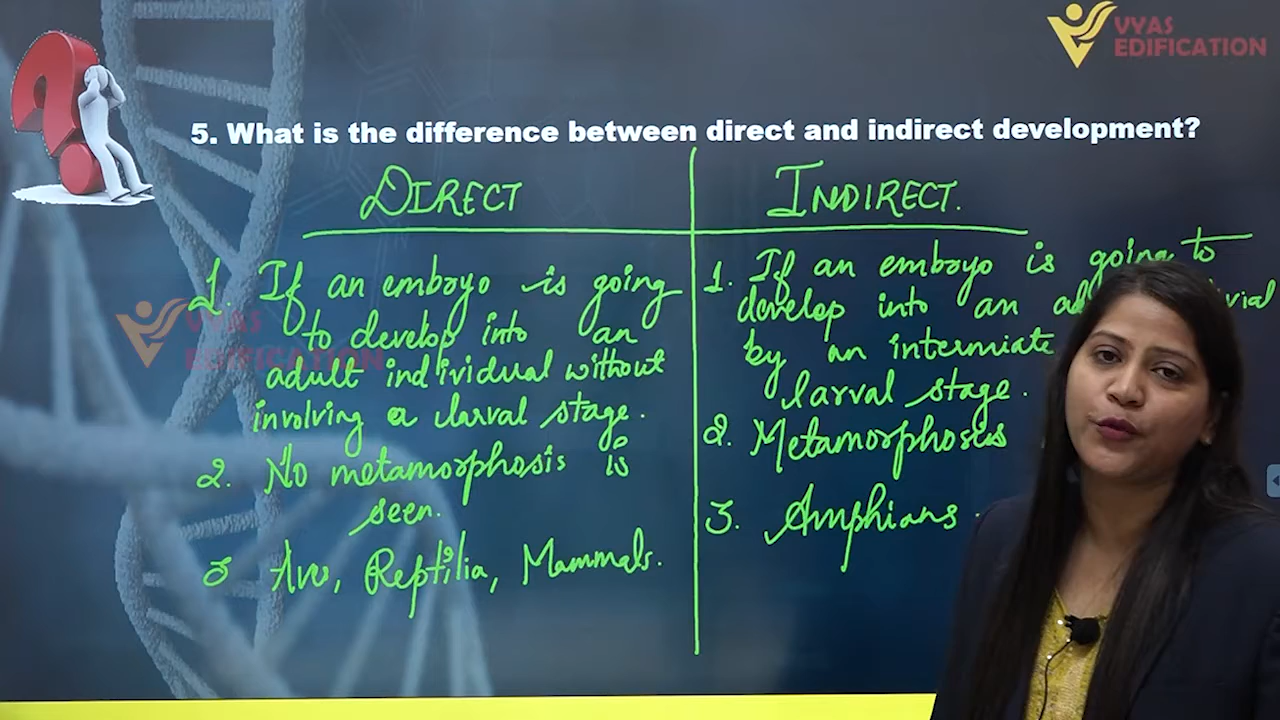 VYAS
EDIFICATION
5. What is the difference between direct and indirect development?
DIRECT
1. If an embryo is going
to develop into an
adult individual without
involving a larval stage.
2. No metamorphosis is
seen.
3 Aves, Reptilia, Mammals.
INDIRECT.
1. If an embryo is going to
develop into an
by an intermiate
larval stage.
2. Metamorphosis
3. Amphians.
VYAS
EDIFICATION